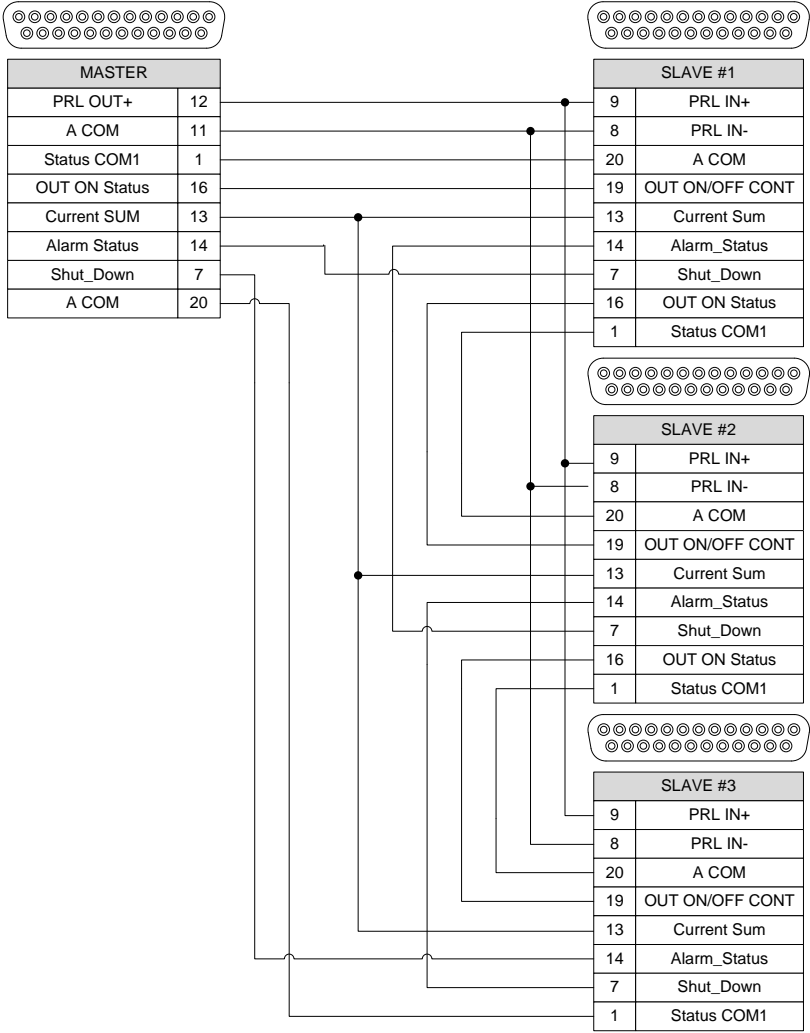 MASTER
PRL OUT+ 12
A COM 11
Status COM1 1
OUT ON Status 16
Current SUM 13
Alarm Status 14
Shut_Down 7
A COM 20
SLAVE #1
9 PRL IN+
8 PRL IN-
20 A COM
19 OUT ON/OFF CONT
13 Current Sum
14 Alarm_Status
7 Shut_Down
16 OUT ON Status
1 Status COM1
SLAVE #2
9 PRL IN+
8 PRL IN-
20 A COM
19 OUT ON/OFF CONT
13 Current Sum
14 Alarm_Status
7 Shut_Down
16 OUT ON Status
1 Status COM1
SLAVE #3
9 PRL IN+
8 PRL IN-
20 A COM
19 OUT ON/OFF CONT
13 Current Sum
14 Alarm_Status
7 Shut_Down
1 Status COM1